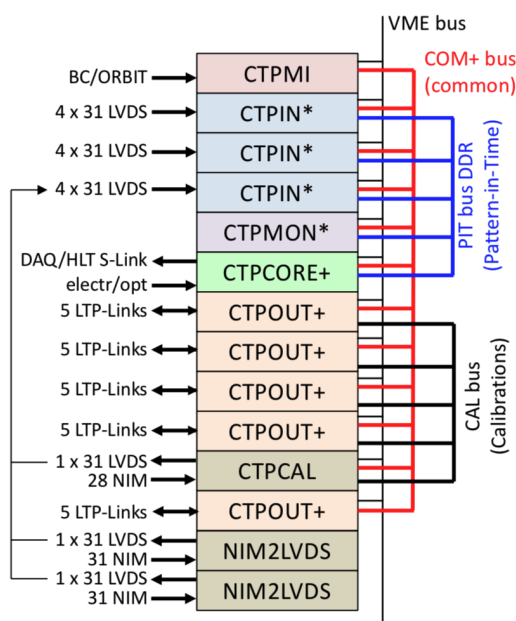 VME bus
COM+ bus
(common)
BC/ORBIT
CTPMI
4 x 31 LVDS
CTPIN*
4 x 31 LVDS
CTPIN*
4 x 31 LVDS
CTPIN*
PIT bus DDR
(Pattern-in-Time)
CTPMON*
DAQ/HLT S-Link
electr/opt
CTPCORE+
5 LTP-Links
CTPOUT+
5 LTP-Links
CTPOUT+
5 LTP-Links
CTPOUT+
5 LTP-Links
CTPOUT+
CAL bus
(Calibrations)
1 x 31 LVDS
28 NIM
CTPCAL
5 LTP-Links
CTPOUT+
1 x 31 LVDS
31 NIM
NIM2LVDS
1 x 31 LVDS
31 NIM
NIM2LVDS